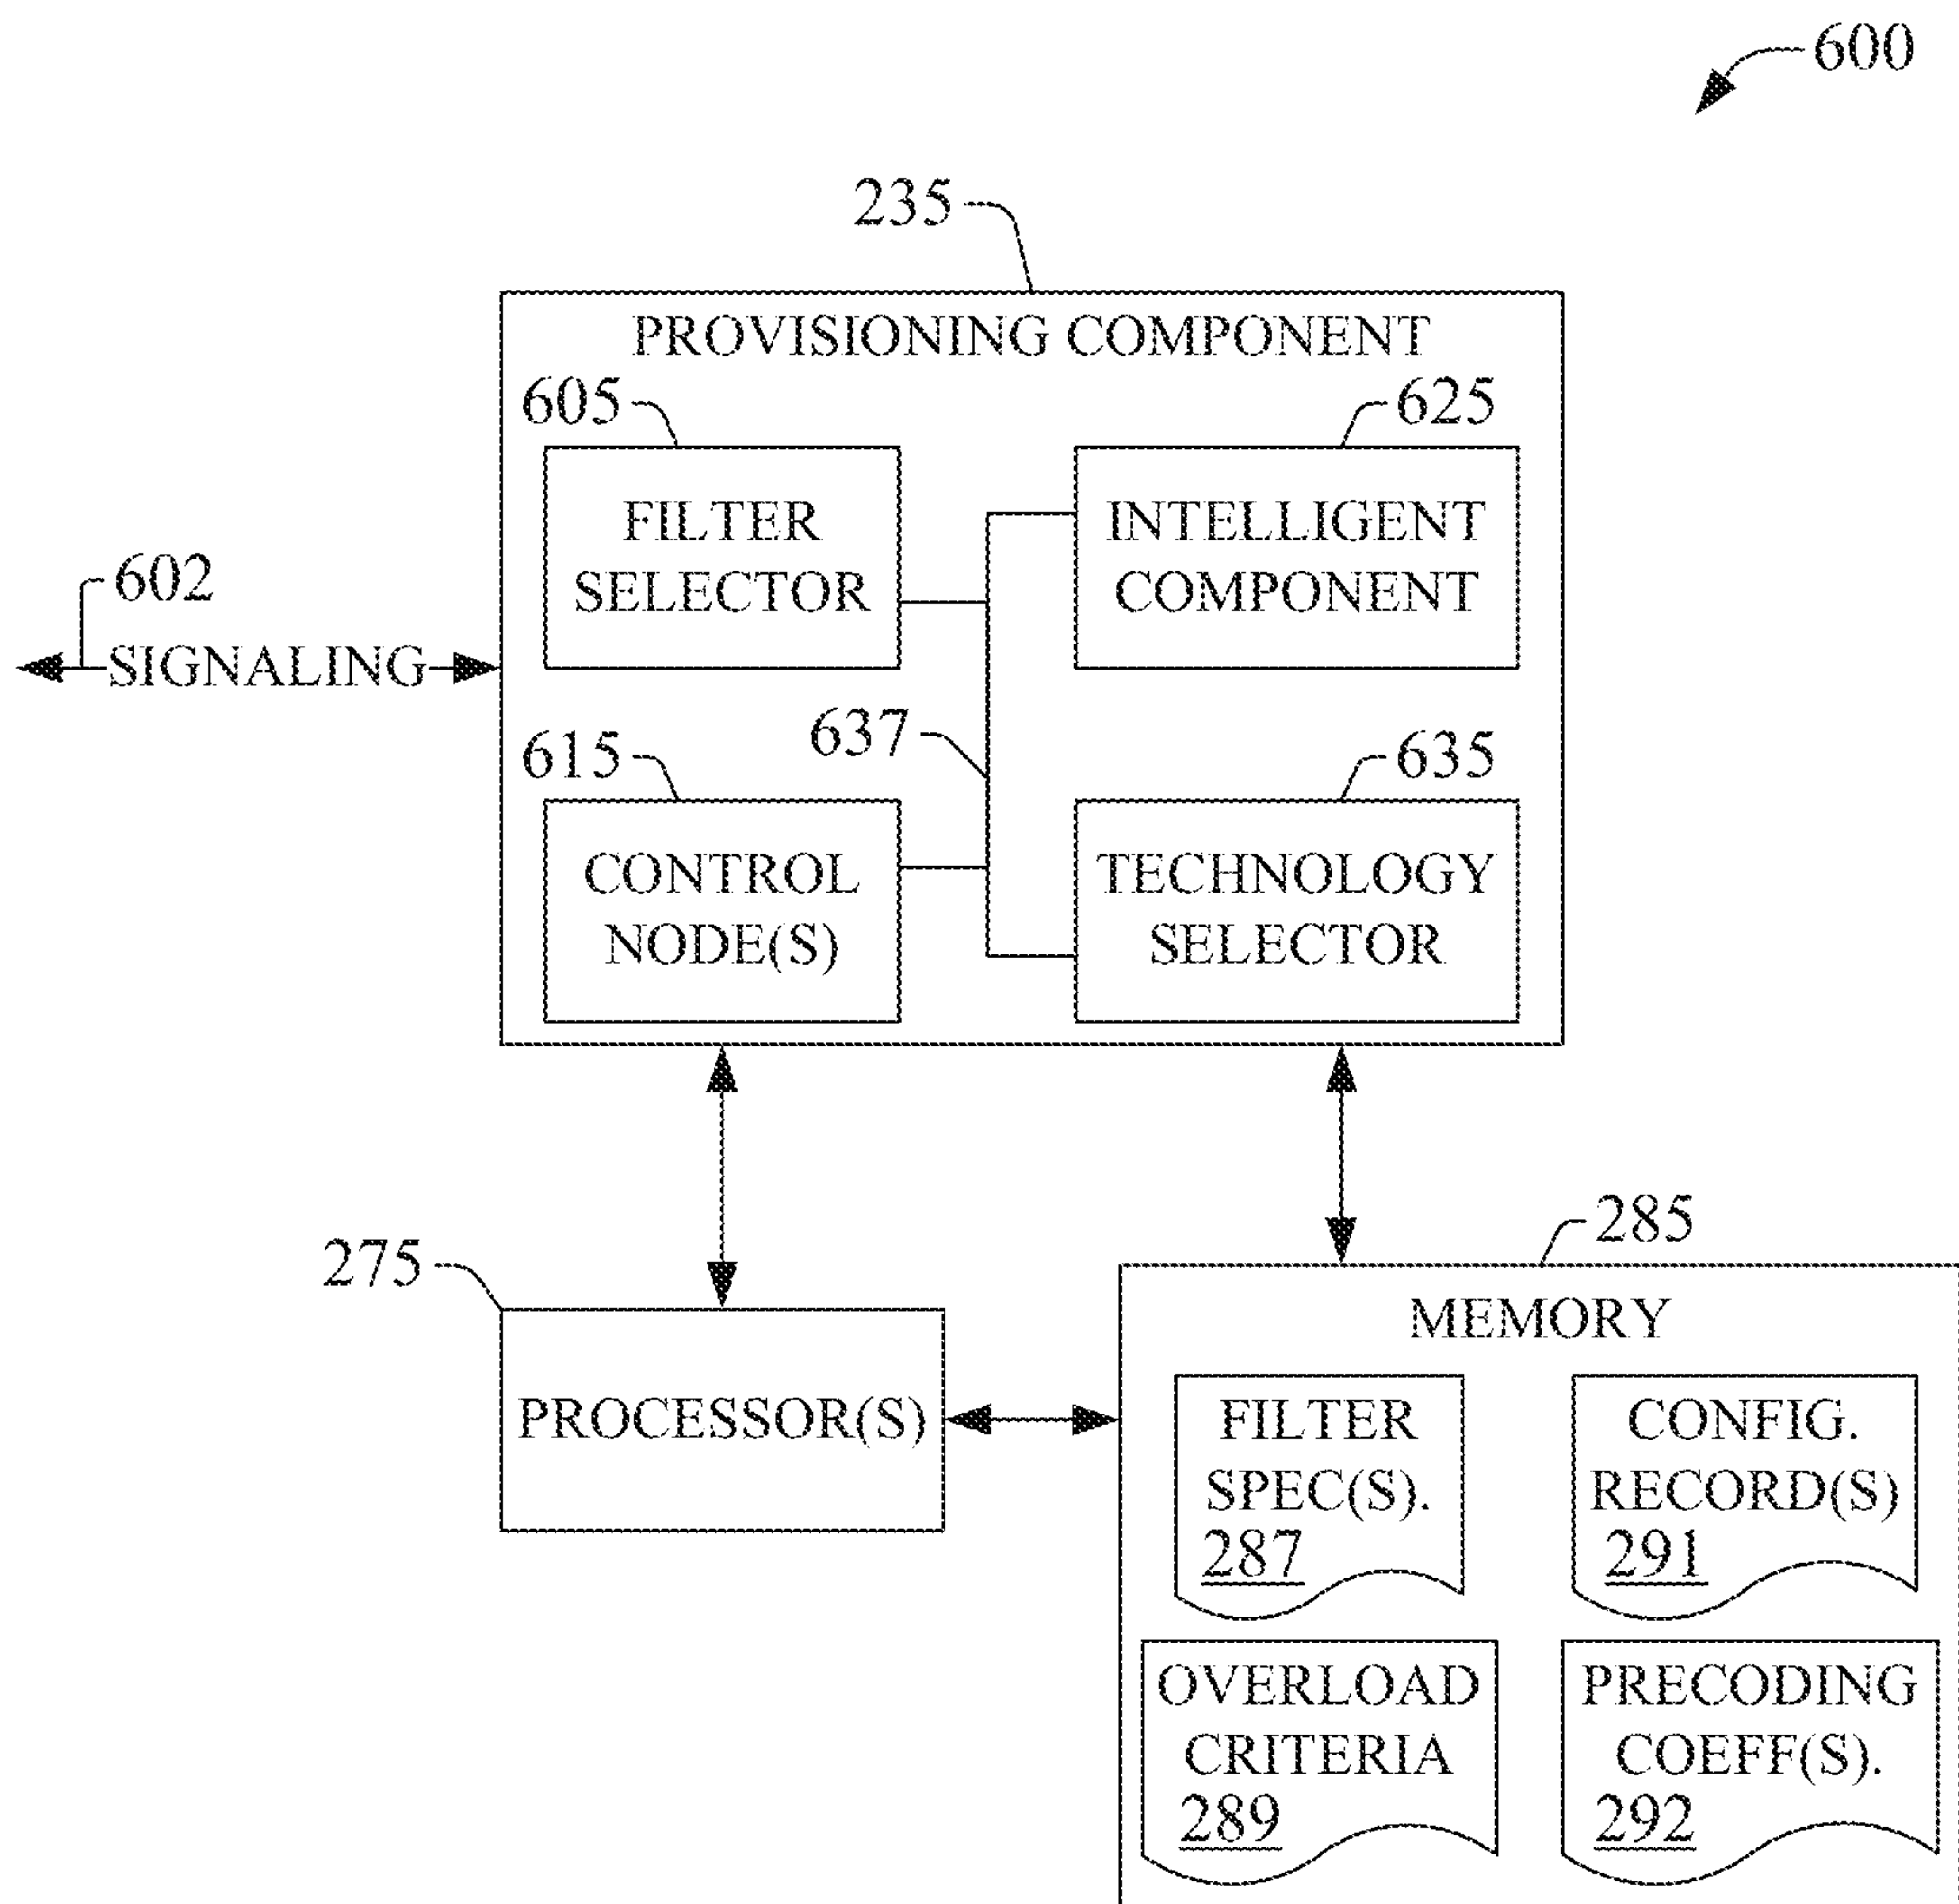 600
235
PROVISIONING COMPONENT
605
625
FILTER
SELECTOR
INTELLIGENT
COMPONENT
602
SIGNALING
637
615
635
CONTROL
NODE(S)
TECHNOLOGY
SELECTOR
285
275
MEMORY
PROCESSOR(S)
FILTER
SPEC(S).
287
CONFIG.
RECORD(S)
291
OVERLOAD
CRITERIA
289
PRECODING
COEFF(S).
292